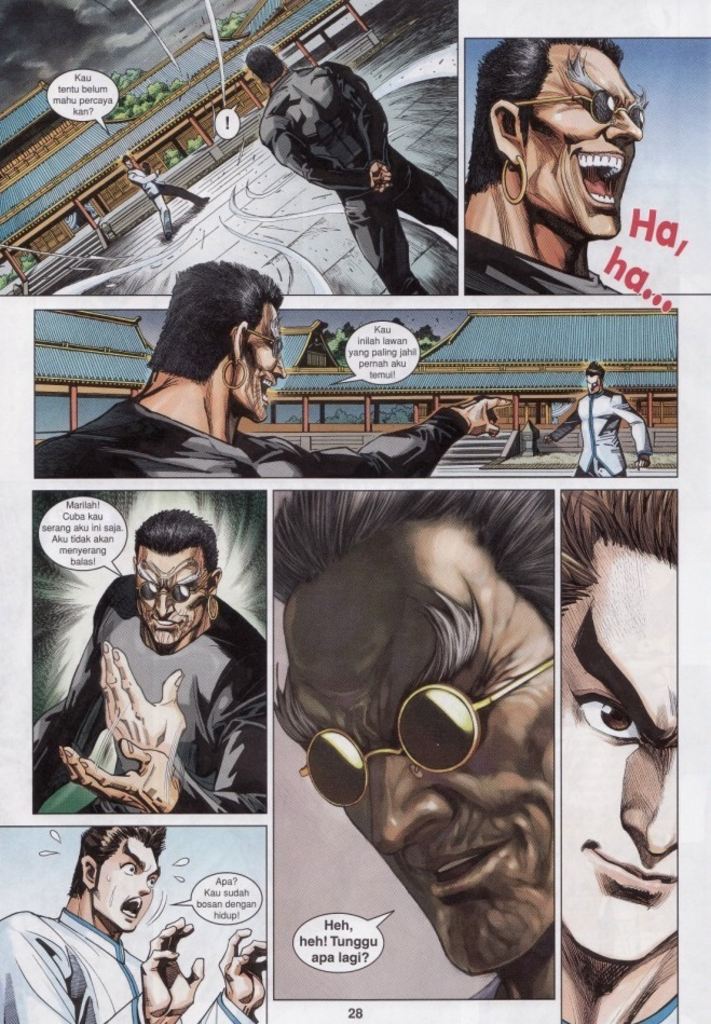 Kau
tentu belum
mahu percaya
kan?
!
Ha,
ha...
Kau
inilah lawan
yang paling jahil
pernah aku
temui!
Marilah!
Cuba kau
serang aku ini saja.
Aku tidak akan
menyerang
balas!
Apa?
Kau sudah
bosan dengan
hidup!
Heh,
heh! Tunggu
apa lagi?
28